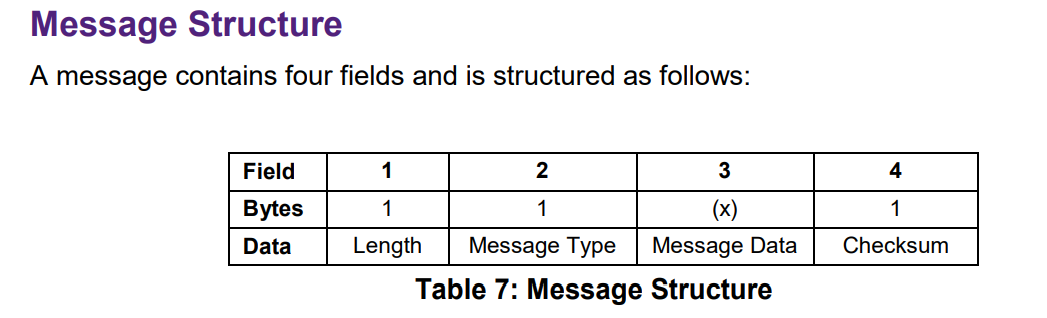 Message Structure
A message contains four fields and is structured as follows:
Field 1 2 3 4
Bytes 1 1 (x) 1
Data Length Message Type Message Data Checksum
Table 7: Message Structure